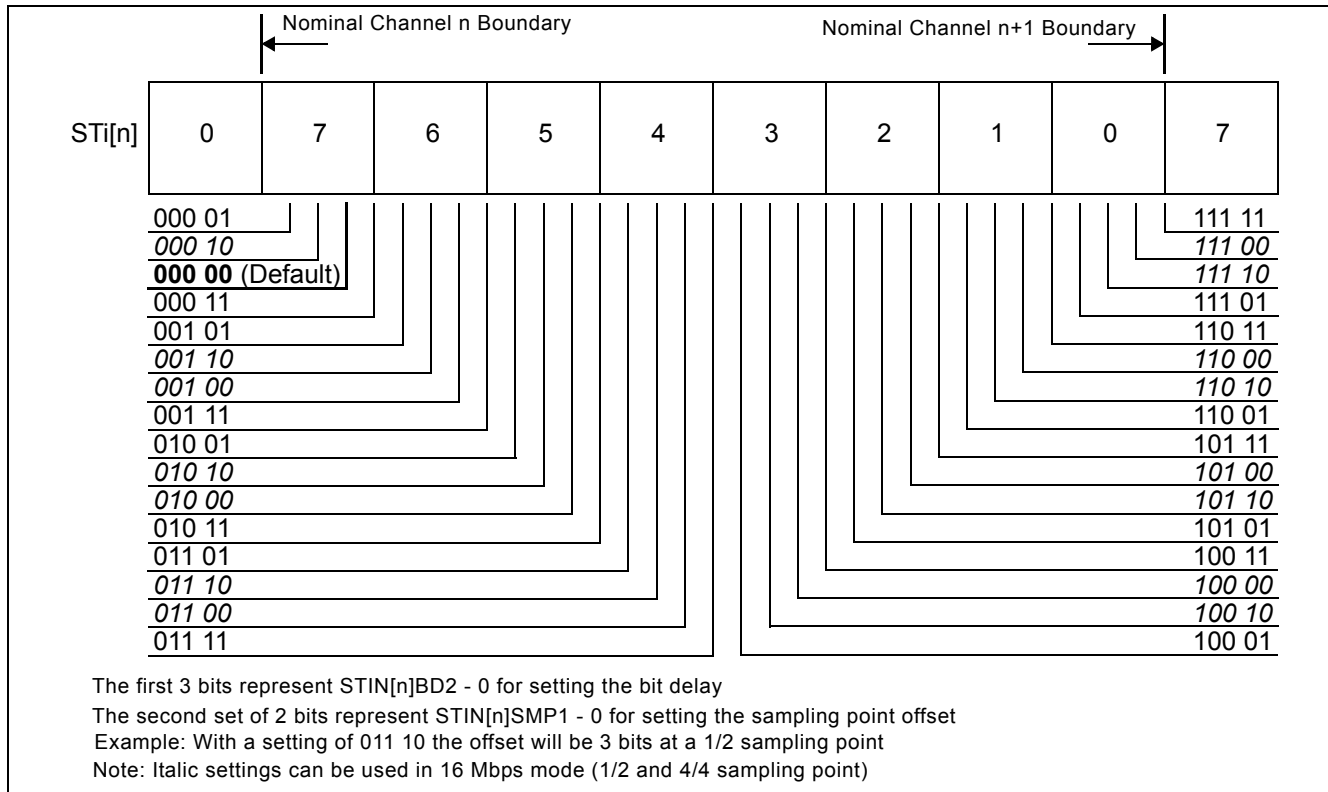 Nominal Channel n Boundary
Nominal Channel n+1 Boundary
STi[n] 0 7 6 5 4 3 2 1 0 7
000 01 111 11
000 10 111 00
000 00 (Default) 111 10
000 11 111 01
001 01 110 11
001 10 110 00
001 00 110 10
001 11 110 01
010 01 101 11
010 10 101 00
010 00 101 10
010 11 101 01
011 01 100 11
011 10 100 00
011 00 100 10
011 11 100 01
The first 3 bits represent STIN[n]BD2 - 0 for setting the bit delay
The second set of 2 bits represent STIN[n]SMP1 - 0 for setting the sampling point offset
Example: With a setting of 011 10 the offset will be 3 bits at a 1/2 sampling point
Note: Italic settings can be used in 16 Mbps mode (1/2 and 4/4 sampling point)